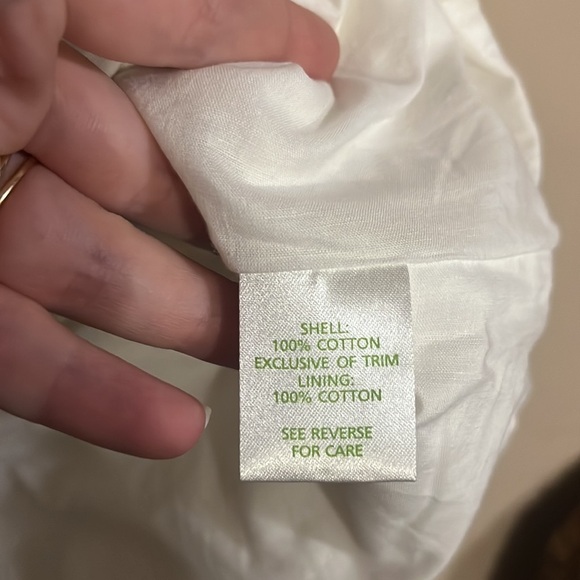 SHELL:
100% COTTON
EXCLUSIVE OF TRIM
LINING:
100% COTTON
SEE REVERSE
FOR CARE